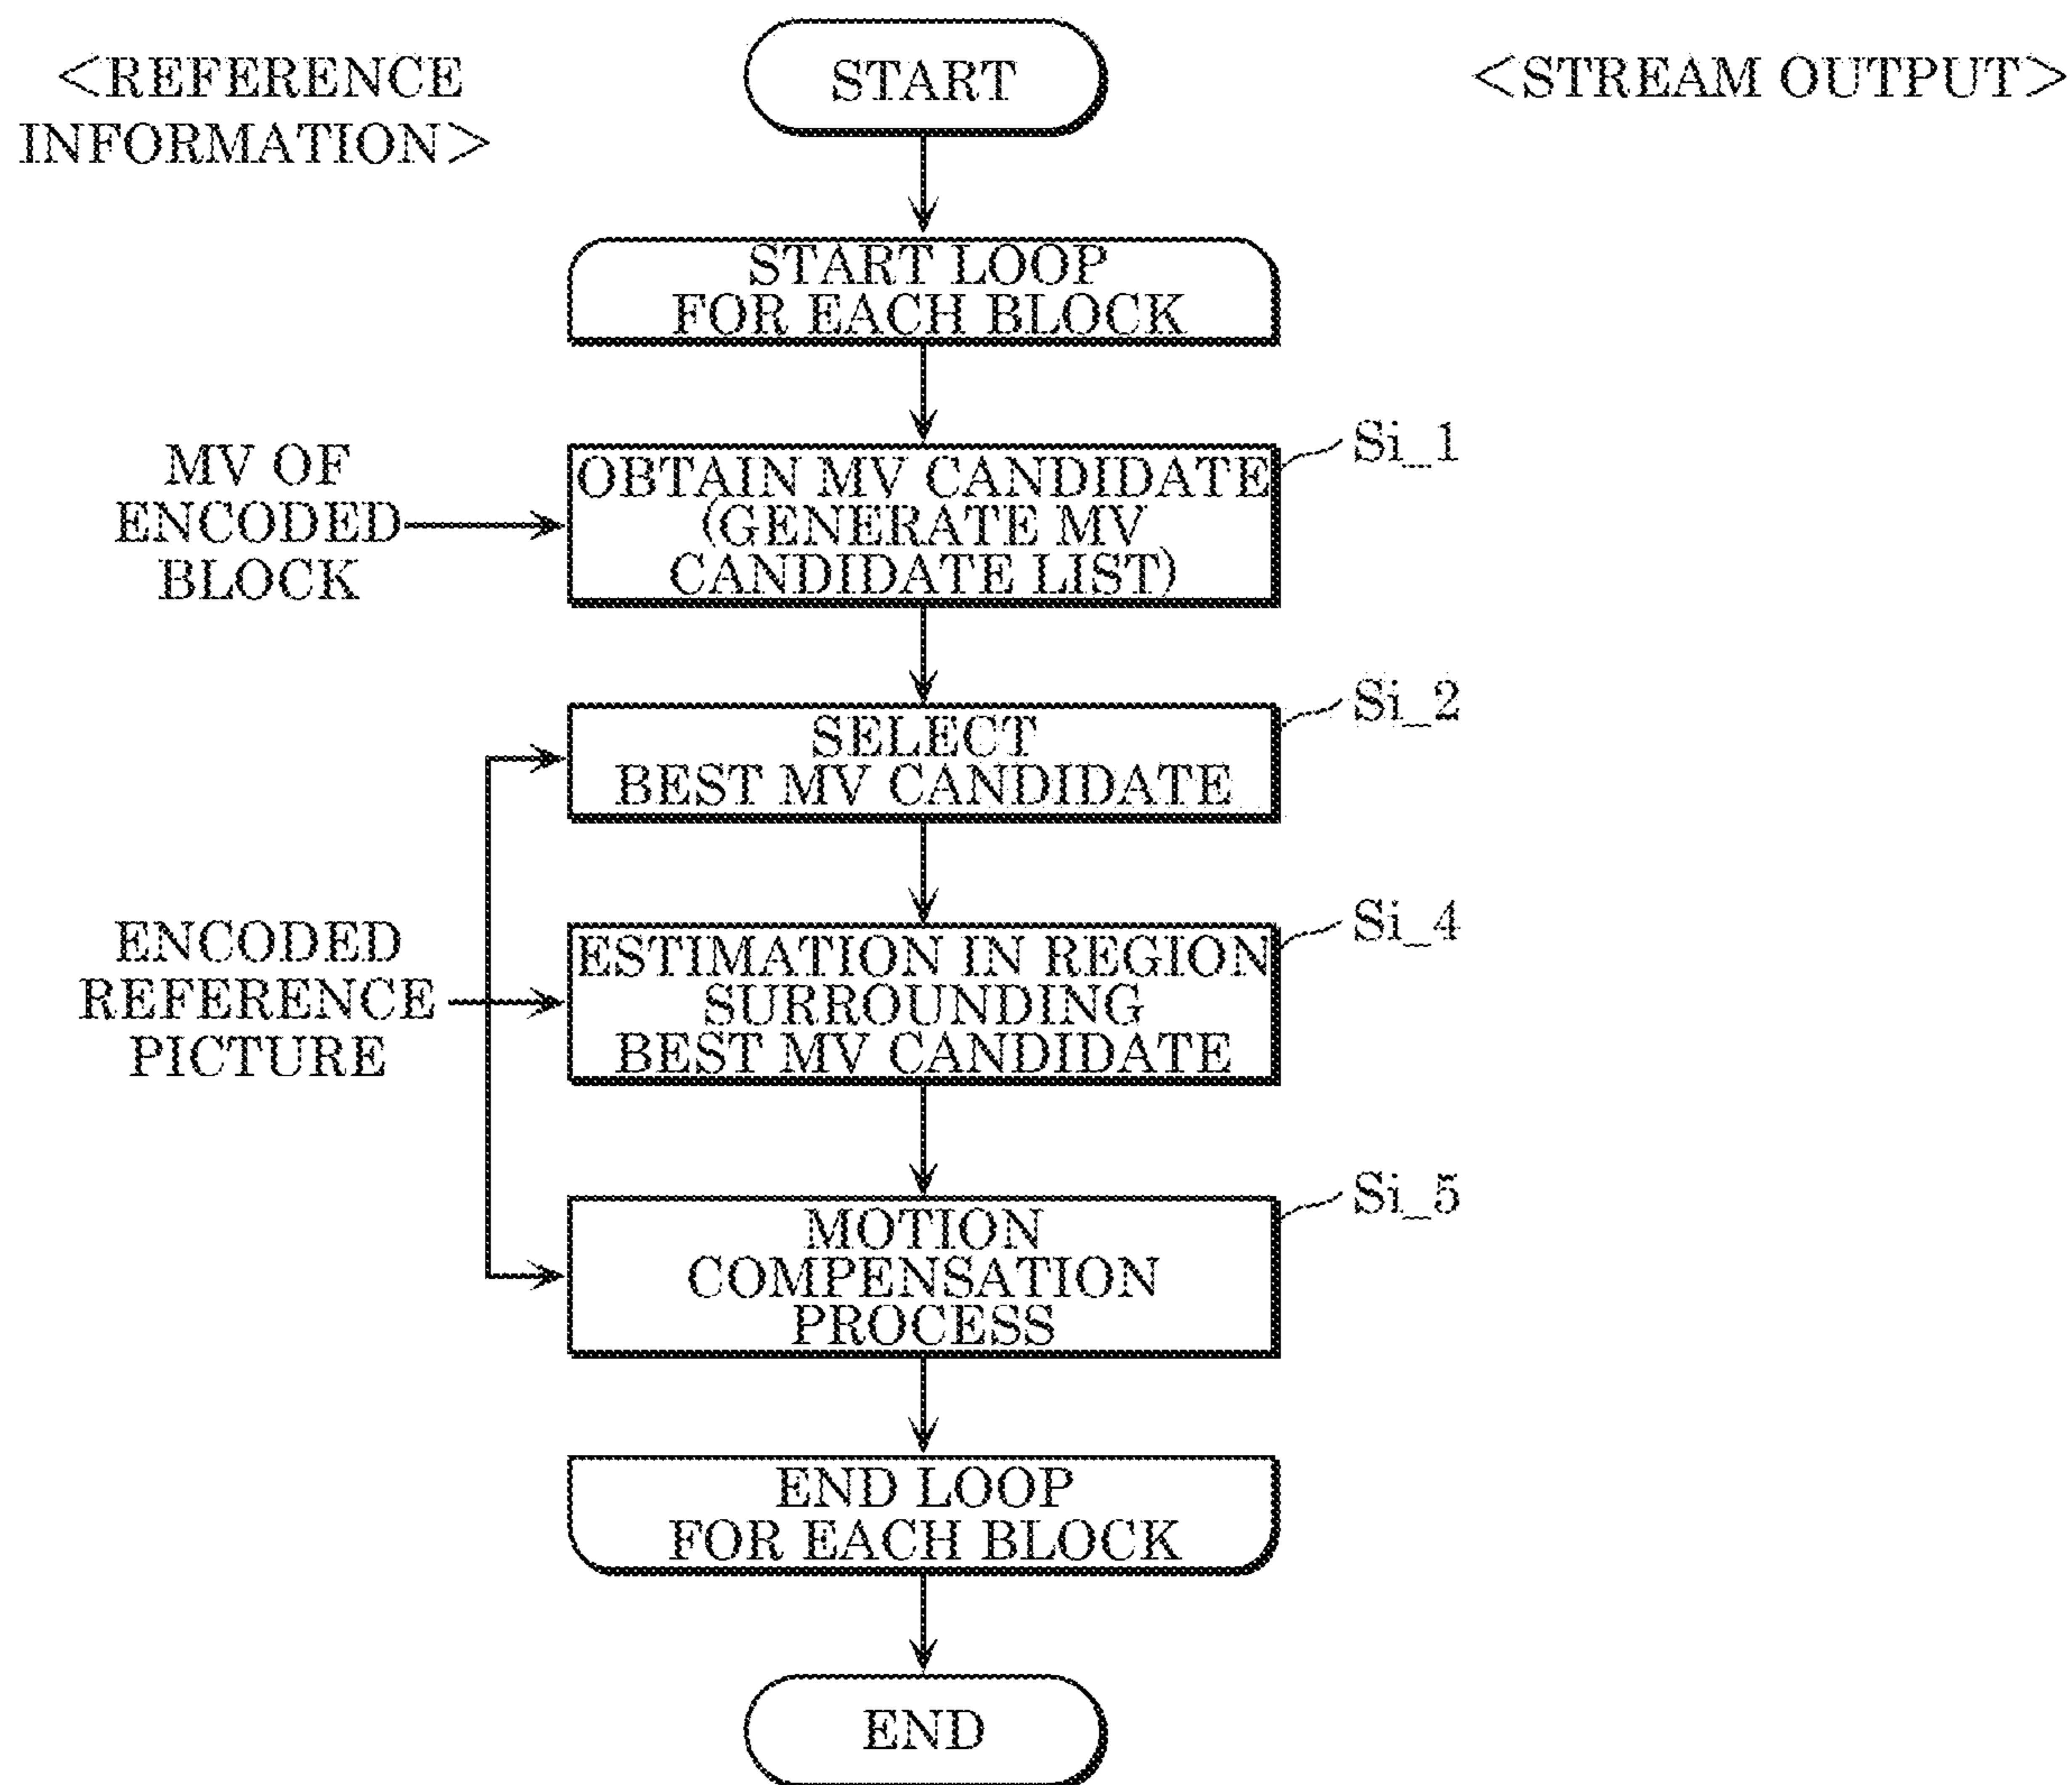 <REFERENCE
INFORMATION>
START
<STREAM OUTPUT>
START LOOP
FOR EACH BLOCK
MV OF
ENCODED
BLOCK
OBTAIN MV CANDIDATE
(GENERATE MV
CANDIDATE LIST)
Si_1
SELECT
BEST MV CANDIDATE
Si_2
ENCODED
REFERENCE
PICTURE
ESTIMATION IN REGION
SURROUNDING
BEST MV CANDIDATE
Si_4
MOTION
COMPENSATION
PROCESS
Si_5
END LOOP
FOR EACH BLOCK
END